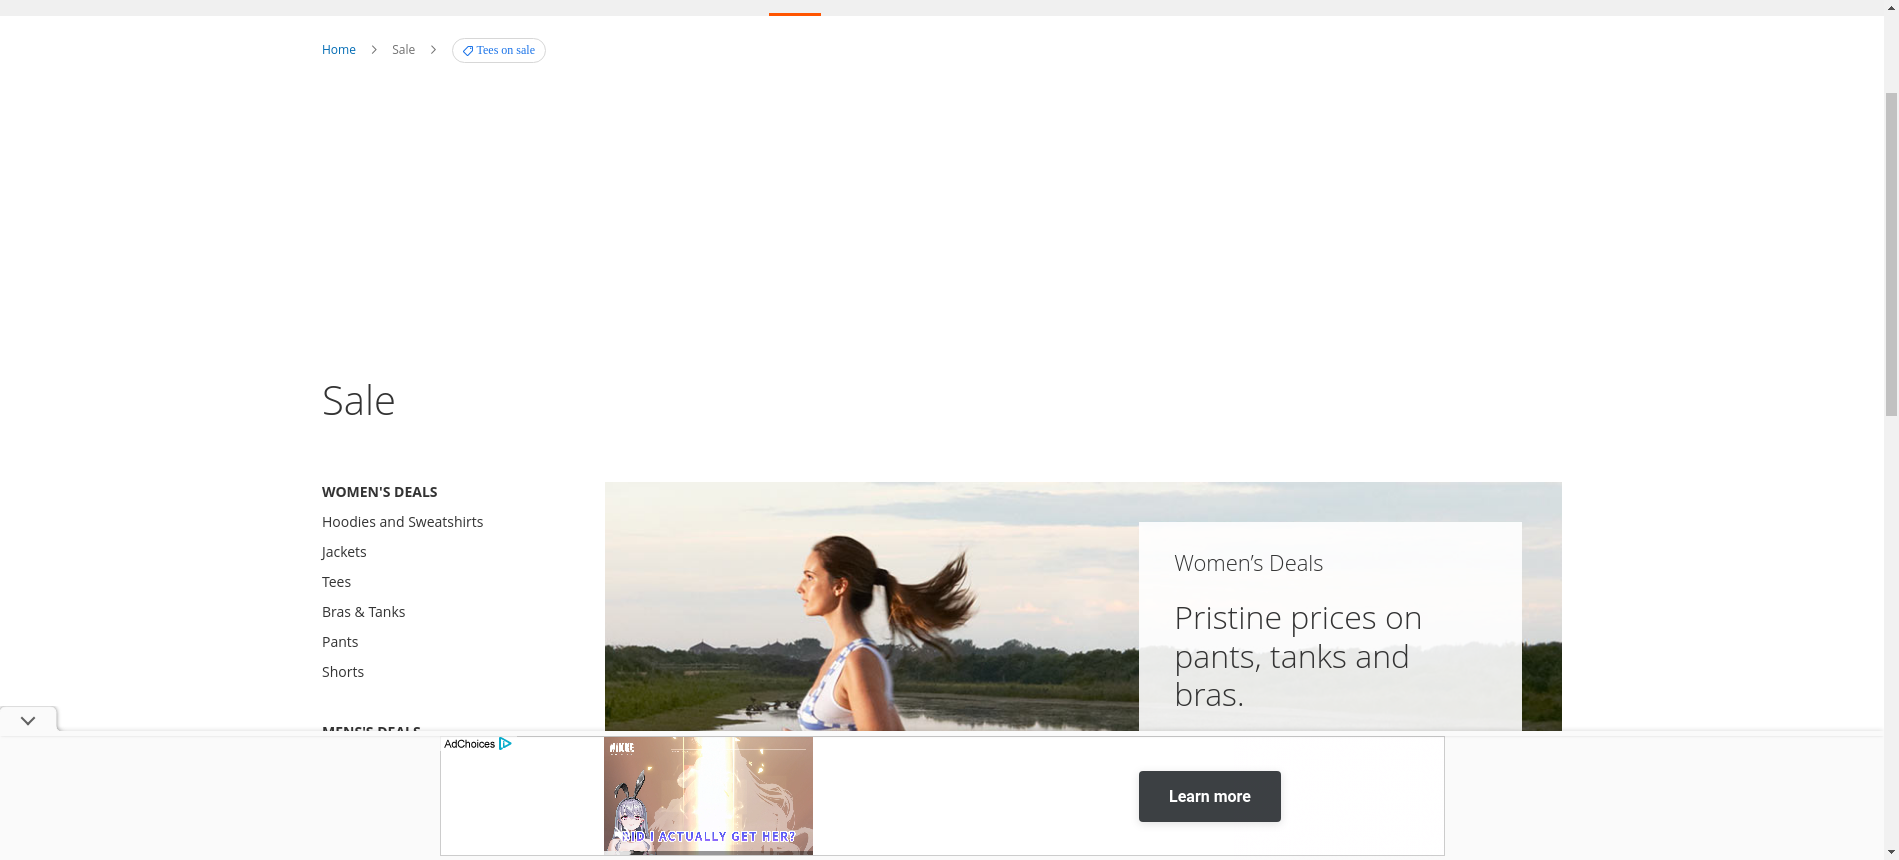 Home
Sale
Tees on sale
Sale
WOMEN'S DEALS
Hoodies and Sweatshirts
Jackets
Tees
Bras & Tanks
Pants
Shorts
MENS'S DEALS
Women’s Deals
Pristine prices on
pants, tanks and
bras.
AdChoices
NIKKE
DID I ACTUALLY GET HER?
Learn more